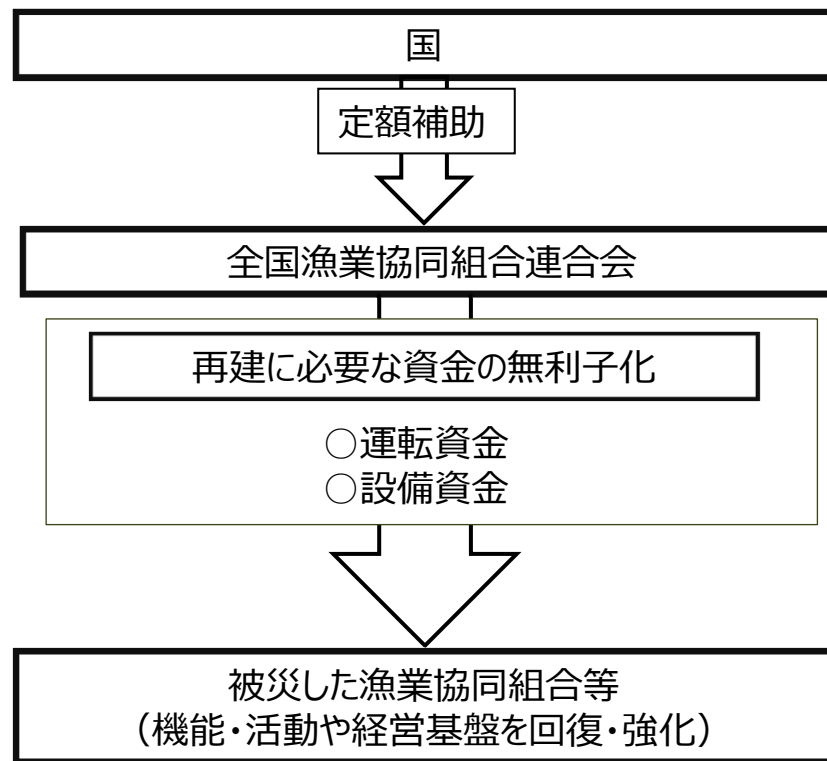 国
定額補助
全国漁業協同組合連合会
再建に必要な資金の無利子化
○運転資金
○設備資金
被災した漁業協同組合等
（機能・活動や経営基盤を回復・強化）